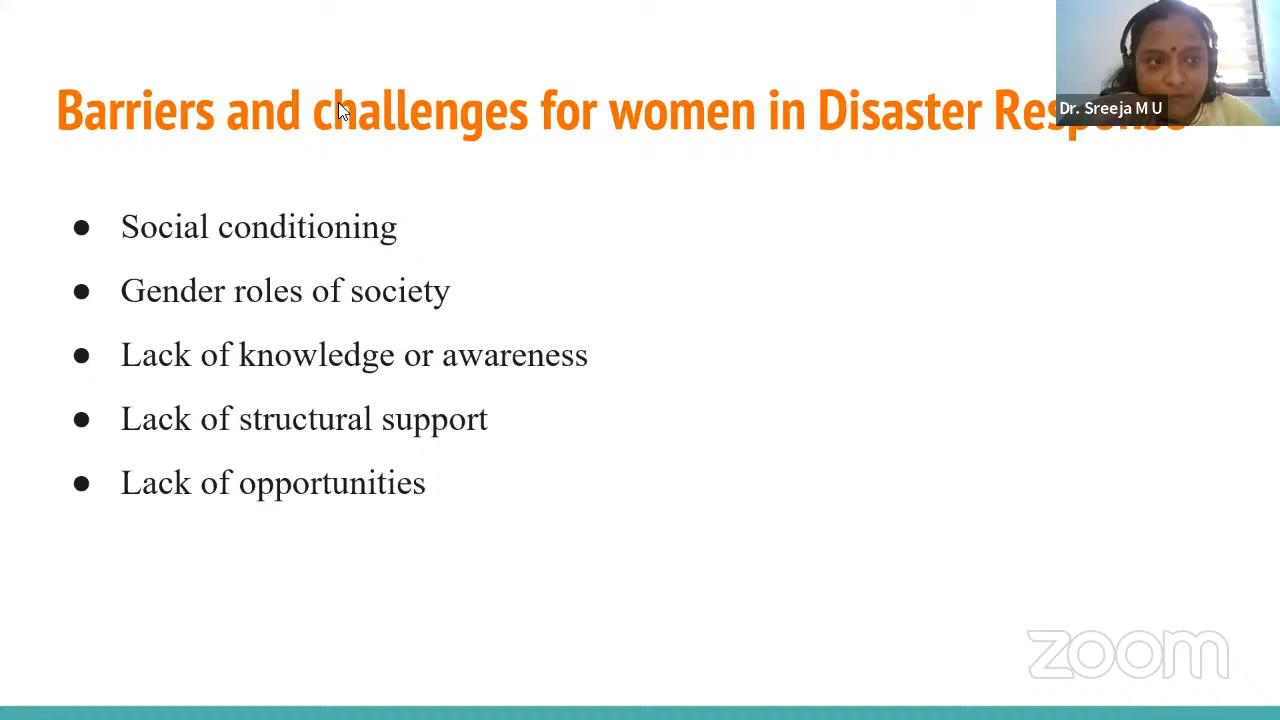 Barriers and challenges for women in Disaster Response
Dr. Sreeja M U
● Social conditioning
● Gender roles of society
● Lack of knowledge or awareness
● Lack of structural support
● Lack of opportunities
zoom